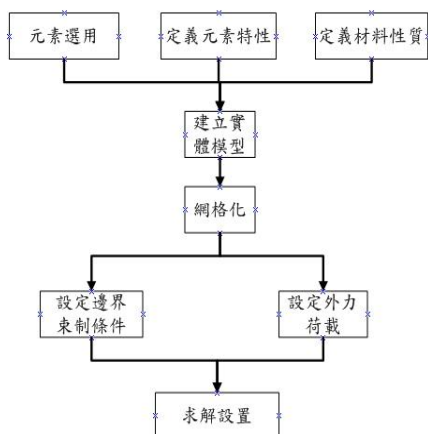 元素選用
定義元素特性
定義材料性質
建立實
體模型
網格化
設定邊界
束制條件
設定外力
荷載
求解設置